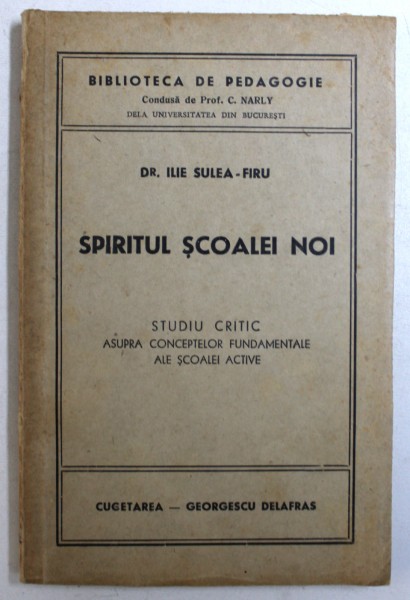 BIBLIOTECA DE PEDAGOGIE
Condusă de Prof. C. NARLY
DELA UNIVERSITATEA DIN BUCUREȘTI
DR. ILIE SULEA-FIRU
SPIRITUL ȘCOALEI NOI
STUDIU CRITIC
ASUPRA CONCEPTELOR FUNDAMENTALE
ALE ȘCOALEI ACTIVE
CUGETAREA — GEORGESCU DELAFRAS